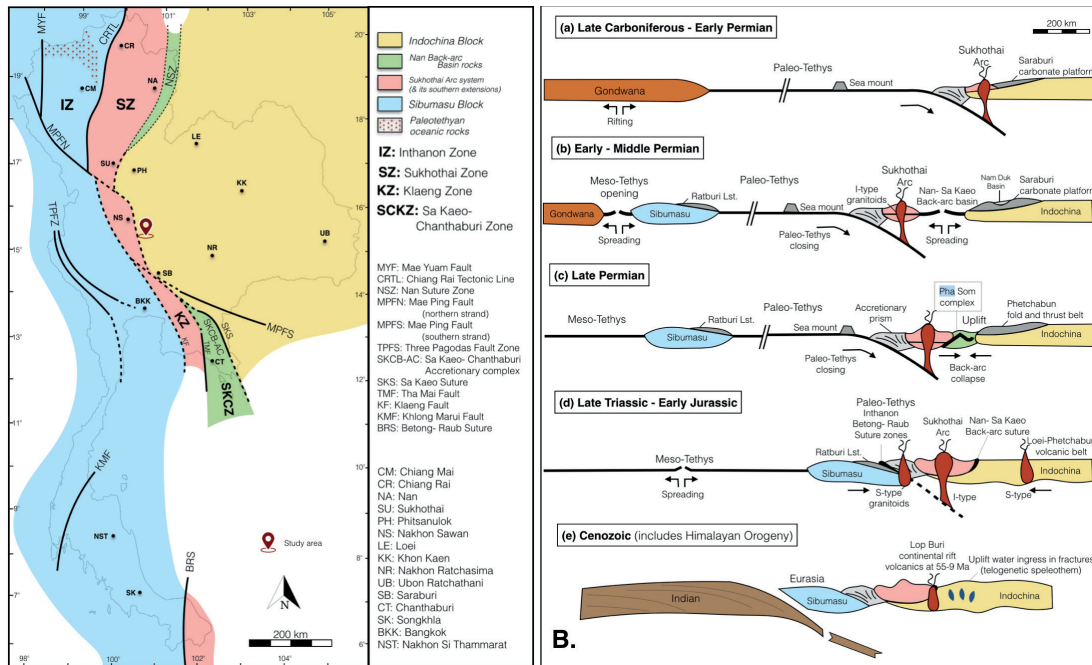 99'
101'
105'
MYF
CRTL
CR
20'
19'
CM
NA
NSZ
IZ
SZ
MPFN
LE
18'
17'
SU
PH
KK
TPFZ
NS
16'
UB
15'
NR
SB
BKK
14'
MPFS
13'
KZ
KF
TMF
SKCB-AC
SKS
CT
SKCZ
12'
11'
10'
KMF
9'
NST
BRS
8'
7'
SK
N
200 km
6'
98'
100'
102'
104'
Indochina Block
Nan Back-arc
Basin rocks
Sukhothai Arc system
(& its southern extensions)
Sibumasu Block
Paleotethyan
oceanic rocks
IZ: Inthanon Zone
SZ: Sukhothai Zone
KZ: Klaeng Zone
SCKZ: Sa Kaeo-
Chanthaburi Zone
MYF: Mae Yuam Fault
CRTL: Chiang Rai Tectonic Line
NSZ: Nan Suture Zone
MPFN: Mae Ping Fault
(northern strand)
MPFS: Mae Ping Fault
(southern strand)
TPFS: Three Pagodas Fault Zone
SKCB-AC: Sa Kaeo- Chanthaburi
Accretionary complex
SKS: Sa Kaeo Suture
TMF: Tha Mai Fault
KF: Klaeng Fault
KMF: Khlong Marui Fault
BRS: Betong- Raub Suture
CM: Chiang Mai
CR: Chiang Rai
NA: Nan
SU: Sukhothai
PH: Phitsanulok
NS: Nakhon Sawan
LE: Loei
KK: Khon Kaen
NR: Nakhon Ratchasima
UB: Ubon Ratchathani
SB: Saraburi
CT: Chanthaburi
SK: Songkhla
BKK: Bangkok
NST: Nakhon Si Thammarat
Study area
200 km
(a) Late Carboniferous - Early Permian
Gondwana
Rifting
Paleo-Tethys
Sea mount
Sukhothai
Arc
Saraburi
carbonate platform
(b) Early - Middle Permian
Meso-Tethys
opening
Gondwana
Spreading
Ratburi Lst.
Sibumasu
Paleo-Tethys
Sea mount
Paleo-Tethys
closing
I-type
granitoids
Sukhothai
Arc
Nan- Sa Kaeo
Back-arc basin
Spreading
Nam Duk
Basin
Saraburi
carbonate platform
Indochina
(c) Late Permian
Meso-Tethys
Ratburi Lst.
Sibumasu
Paleo-Tethys
Sea mount
Paleo-Tethys
closing
Accretionary
prism
Pha Som
complex
Uplift
Back-arc
collapse
Phetchabun
fold and thrust belt
Indochina
(d) Late Triassic - Early Jurassic
Meso-Tethys
Spreading
Paleo-Tethys
Inthanon
Betong- Raub
Suture zones
Ratburi Lst.
Sibumasu
S-type
granitoids
Sukhothai
Arc
I-type
Nan- Sa Kaeo
Back-arc suture
Loei-Phetchabun
volcanic belt
Indochina
S-type
(e) Cenozoic (includes Himalayan Orogeny)
Indian
Eurasia
Sibumasu
Lop Buri
continental rift
volcanics at 55-9 Ma
Uplift water ingress in fractures
(telogenetic speleothem)
Indochina
B.